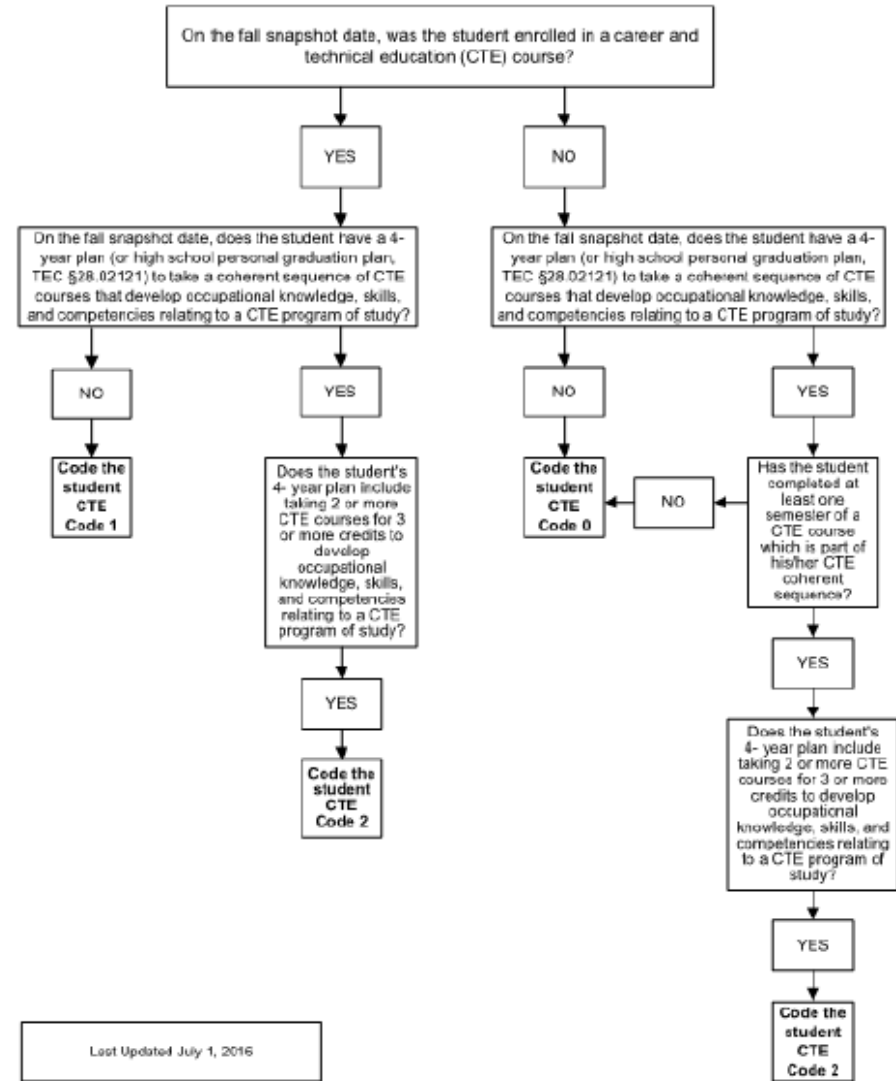 On the fall snapshot date, was the student enrolled in a career and
technical education (CTE) course?
YES
NO
On the fall snapshot date, does the student have a 4-
year plan (or high school personal graduation plan,
TEC §28.02121) to take a coherent sequence of CTE
courses that develop occupational knowledge, skills,
and competencies relating to a CTE program of study?
On the fall snapshot date, does the student have a 4-
year plan (or high school personal graduation plan,
TEC §28.02121) to take a coherent sequence of CTE
courses that develop occupational knowledge, skills,
and competencies relating to a CTE program of study?
NO
YES
NO
YES
Code the
student
CTE
Code 1
Does the student's
4- year plan include
taking 2 or more
CTE courses for 3
or more credits to
develop
occupational
knowledge, skills,
and competencies
relating to a CTE
program of study?
Code the
student
CTE
Code 0
NO
Has the student
completed at
least one
semester of a
CTE course
which is part of
his/her CTE
coherent
sequence?
YES
YES
Code the
student
CTE
Code 2
Does the student's
4- year plan include
taking 2 or more CTE
courses for 3 or more
credits to develop
occupational
knowledge, skills, and
competencies relating
to a CTE program of
study?
YES
Code the
student
CTE
Code 2
Last Updated July 1, 2016